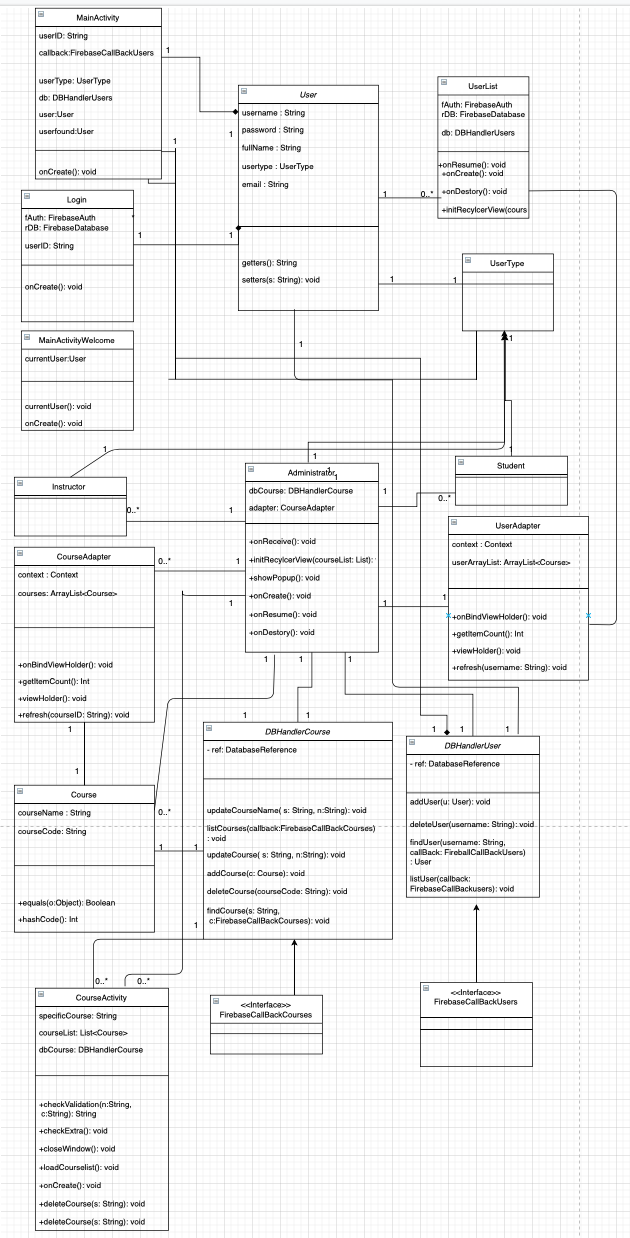 MainActivity
userID: String
callback:FirebaseCallBackUsers
userType: UserType
db: DBHandlerUsers
user:User
userfound:User
onCreate(): void
1
1
User
username : String
password : String
fullName : String
usertype : UserType
email : String
getters(): String
setters(s: String): void
1
1
UserList
fAuth: FirebaseAuth
rDB: FirebaseDatabase
db: DBHandlerUsers
+onResume(): void
+onCreate(): void
+onDestory(): void
+initRecylcerView(cours
1
0..*
Login
fAuth: FirebaseAuth
rDB: FirebaseDatabase
userID: String
onCreate(): void
1
UserType
1
1
1
1
MainActivityWelcome
currentUser:User
currentUser(): void
onCreate(): void
1
1
1
Instructor
0..*
1
Administrator
1
1
dbCourse: DBHandlerCourse
adapter: CourseAdapter
+onReceive(): void
+initRecylcerView(courseList: List):
+showPopup(): void
+onCreate(): void
+onResume(): void
+onDestory(): void
1
0..*
Student
UserAdapter
context : Context
userArrayList: ArrayList<Course>
+onBindViewHolder(): void
+getItemCount(): Int
+viewHolder(): void
+refresh(username: String): void
1
1
CourseAdapter
context : Context
courses: ArrayList<Course>
+onBindViewHolder(): void
+getItemCount(): Int
+viewHolder(): void
+refresh(courseID: String): void
0..*
1
1
1
1
1
1
1
1
1
1
1
1
DBHandlerCourse
- ref: DatabaseReference
updateCourseName( s: String, n:String): void
listCourses(callback:FirebaseCallBackCourses)
: void
updateCourse( s: String, n:String): void
addCourse(c: Course): void
deleteCourse(courseCode: String): void
findCourse(s: String,
c:FirebaseCallBackCourses): void
DBHandlerUser
- ref: DatabaseReference
addUser(u: User): void
deleteUser(username: String): void
findUser(username: String,
callBack: FireballCallBackUsers)
: User
listUser(callback:
FirebaseCallBackusers): void
Course
courseName : String
courseCode: String
+equals(o:Object): Boolean
+hashCode(): Int
0..*
1
1
1
0..*
0..*
CourseActivity
specificCourse: String
courseList: List<Course>
dbCourse: DBHandlerCourse
+checkValidation(n:String,
c:String): String
+checkExtra(): void
+closeWindow(): void
+loadCourselist(): void
+onCreate(): void
+deleteCourse(s: String): void
+deleteCourse(s: String): void
<<Interface>>
FirebaseCallBackCourses
<<Interface>>
FirebaseCallBackUsers